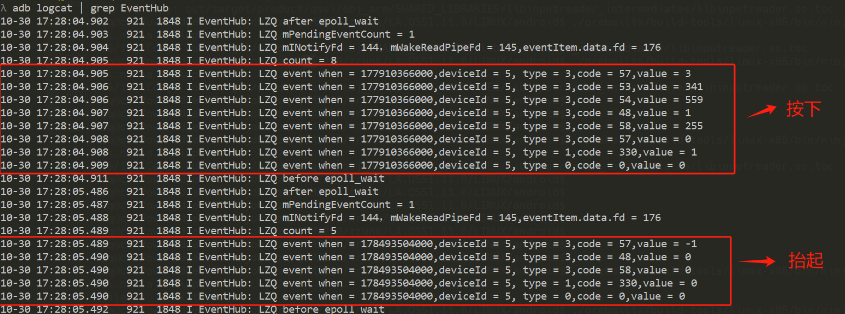 λ adb logcat | grep EventHub
10-30 17:28:04.902 921 1848 I EventHub: LZQ after epoll_wait
10-30 17:28:04.903 921 1848 I EventHub: LZQ mPendingEventCount = 1
10-30 17:28:04.904 921 1848 I EventHub: LZQ mINotifyFd = 144，mWakeReadPipeFd = 145,eventItem.data.fd = 176
10-30 17:28:04.905 921 1848 I EventHub: LZQ count = 8
10-30 17:28:04.905 921 1848 I EventHub: LZQ event when = 177910366000,deviceId = 5, type = 3,code = 57,value = 3
10-30 17:28:04.906 921 1848 I EventHub: LZQ event when = 177910366000,deviceId = 5, type = 3,code = 53,value = 341
10-30 17:28:04.906 921 1848 I EventHub: LZQ event when = 177910366000,deviceId = 5, type = 3,code = 54,value = 559
10-30 17:28:04.907 921 1848 I EventHub: LZQ event when = 177910366000,deviceId = 5, type = 3,code = 48,value = 1
10-30 17:28:04.907 921 1848 I EventHub: LZQ event when = 177910366000,deviceId = 5, type = 3,code = 58,value = 255
10-30 17:28:04.908 921 1848 I EventHub: LZQ event when = 177910366000,deviceId = 5, type = 3,code = 57,value = 0
10-30 17:28:04.908 921 1848 I EventHub: LZQ event when = 177910366000,deviceId = 5, type = 1,code = 330,value = 1
10-30 17:28:04.909 921 1848 I EventHub: LZQ event when = 177910366000,deviceId = 5, type = 0,code = 0,value = 0
按下
10-30 17:28:04.911 921 1848 I EventHub: LZQ before epoll_wait
10-30 17:28:05.486 921 1848 I EventHub: LZQ after epoll_wait
10-30 17:28:05.487 921 1848 I EventHub: LZQ mPendingEventCount = 1
10-30 17:28:05.488 921 1848 I EventHub: LZQ mINotifyFd = 144，mWakeReadPipeFd = 145,eventItem.data.fd = 176
10-30 17:28:05.489 921 1848 I EventHub: LZQ count = 5
10-30 17:28:05.489 921 1848 I EventHub: LZQ event when = 178493504000,deviceId = 5, type = 3,code = 57,value = -1
10-30 17:28:05.490 921 1848 I EventHub: LZQ event when = 178493504000,deviceId = 5, type = 3,code = 48,value = 0
10-30 17:28:05.490 921 1848 I EventHub: LZQ event when = 178493504000,deviceId = 5, type = 3,code = 58,value = 0
10-30 17:28:05.490 921 1848 I EventHub: LZQ event when = 178493504000,deviceId = 5, type = 1,code = 330,value = 0
10-30 17:28:05.490 921 1848 I EventHub: LZQ event when = 178493504000,deviceId = 5, type = 0,code = 0,value = 0
抬起
10-30 17:28:05.492 921 1848 I EventHub: LZQ before epoll_wait